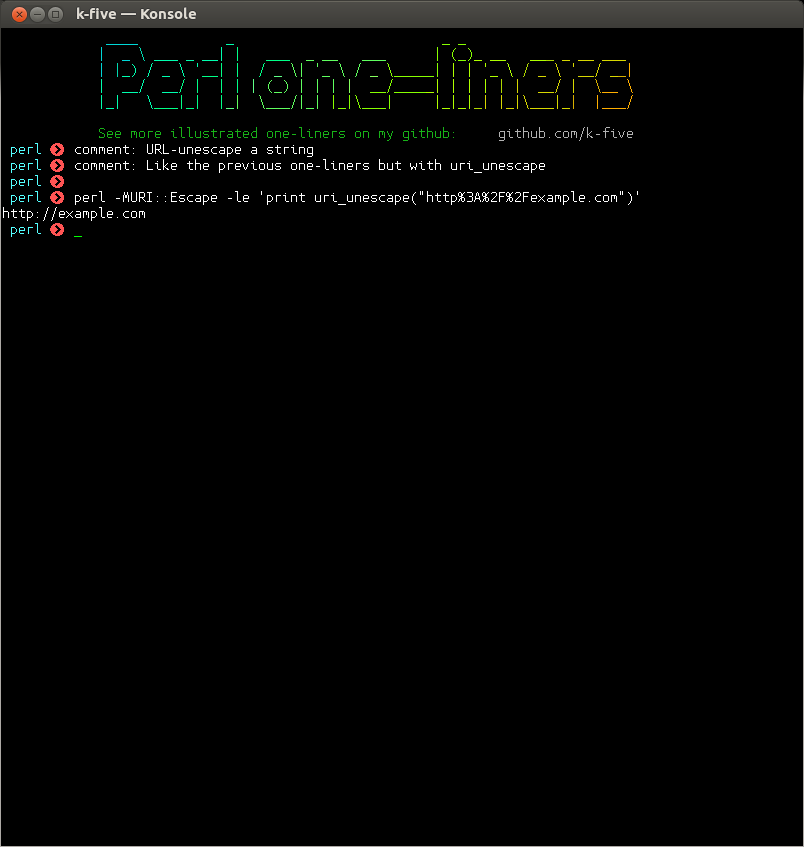 k-five — Konsole
Perl one-liners
See more illustrated one-liners on my github: github.com/k-five
perl comment: URL-unescape a string
perl comment: Like the previous one-liners but with uri_unescape
perl
perl perl -MURI::Escape -le 'print uri_unescape("http%3A%2F%2Fexample.com")'
http://example.com
perl _